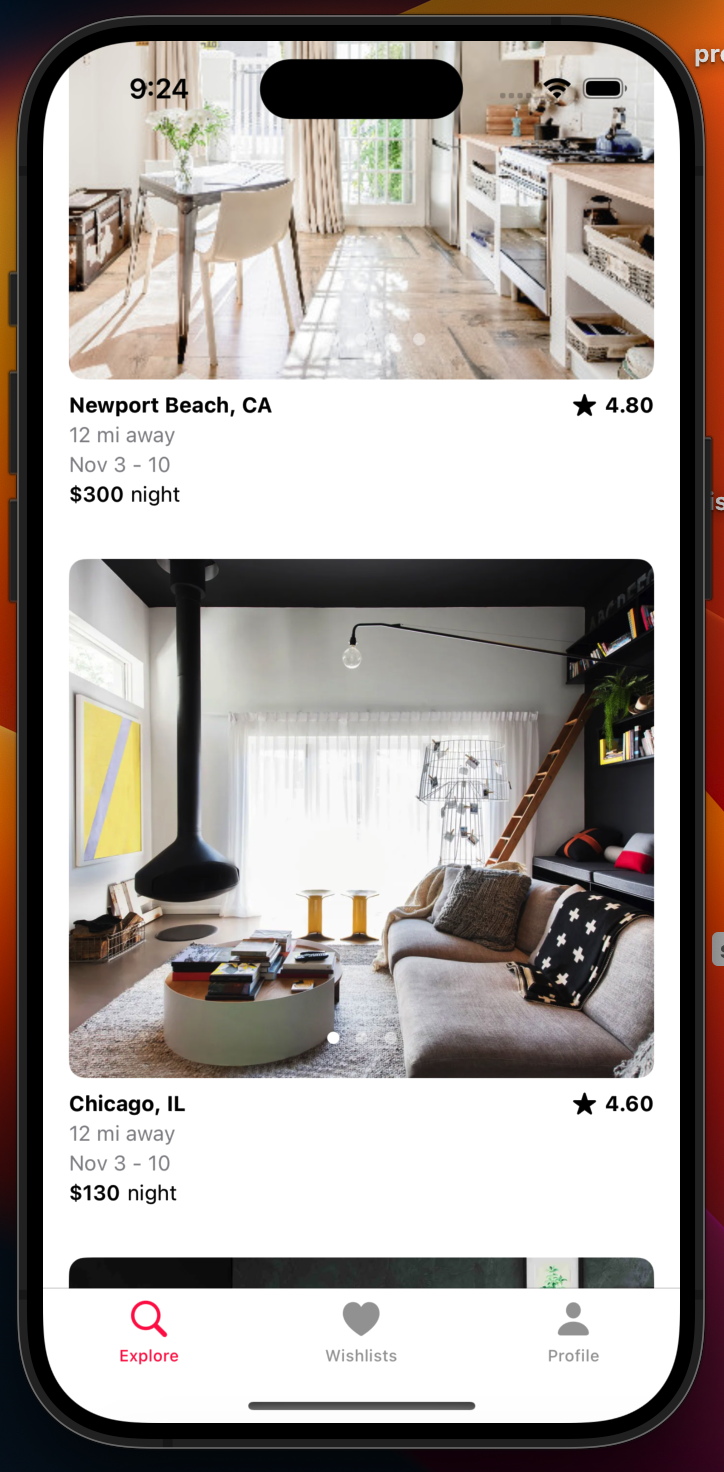 9:24
Newport Beach, CA ★ 4.80
12 mi away
Nov 3 - 10
$300 night
Chicago, IL ★ 4.60
12 mi away
Nov 3 - 10
$130 night
Explore
Wishlists
Profile